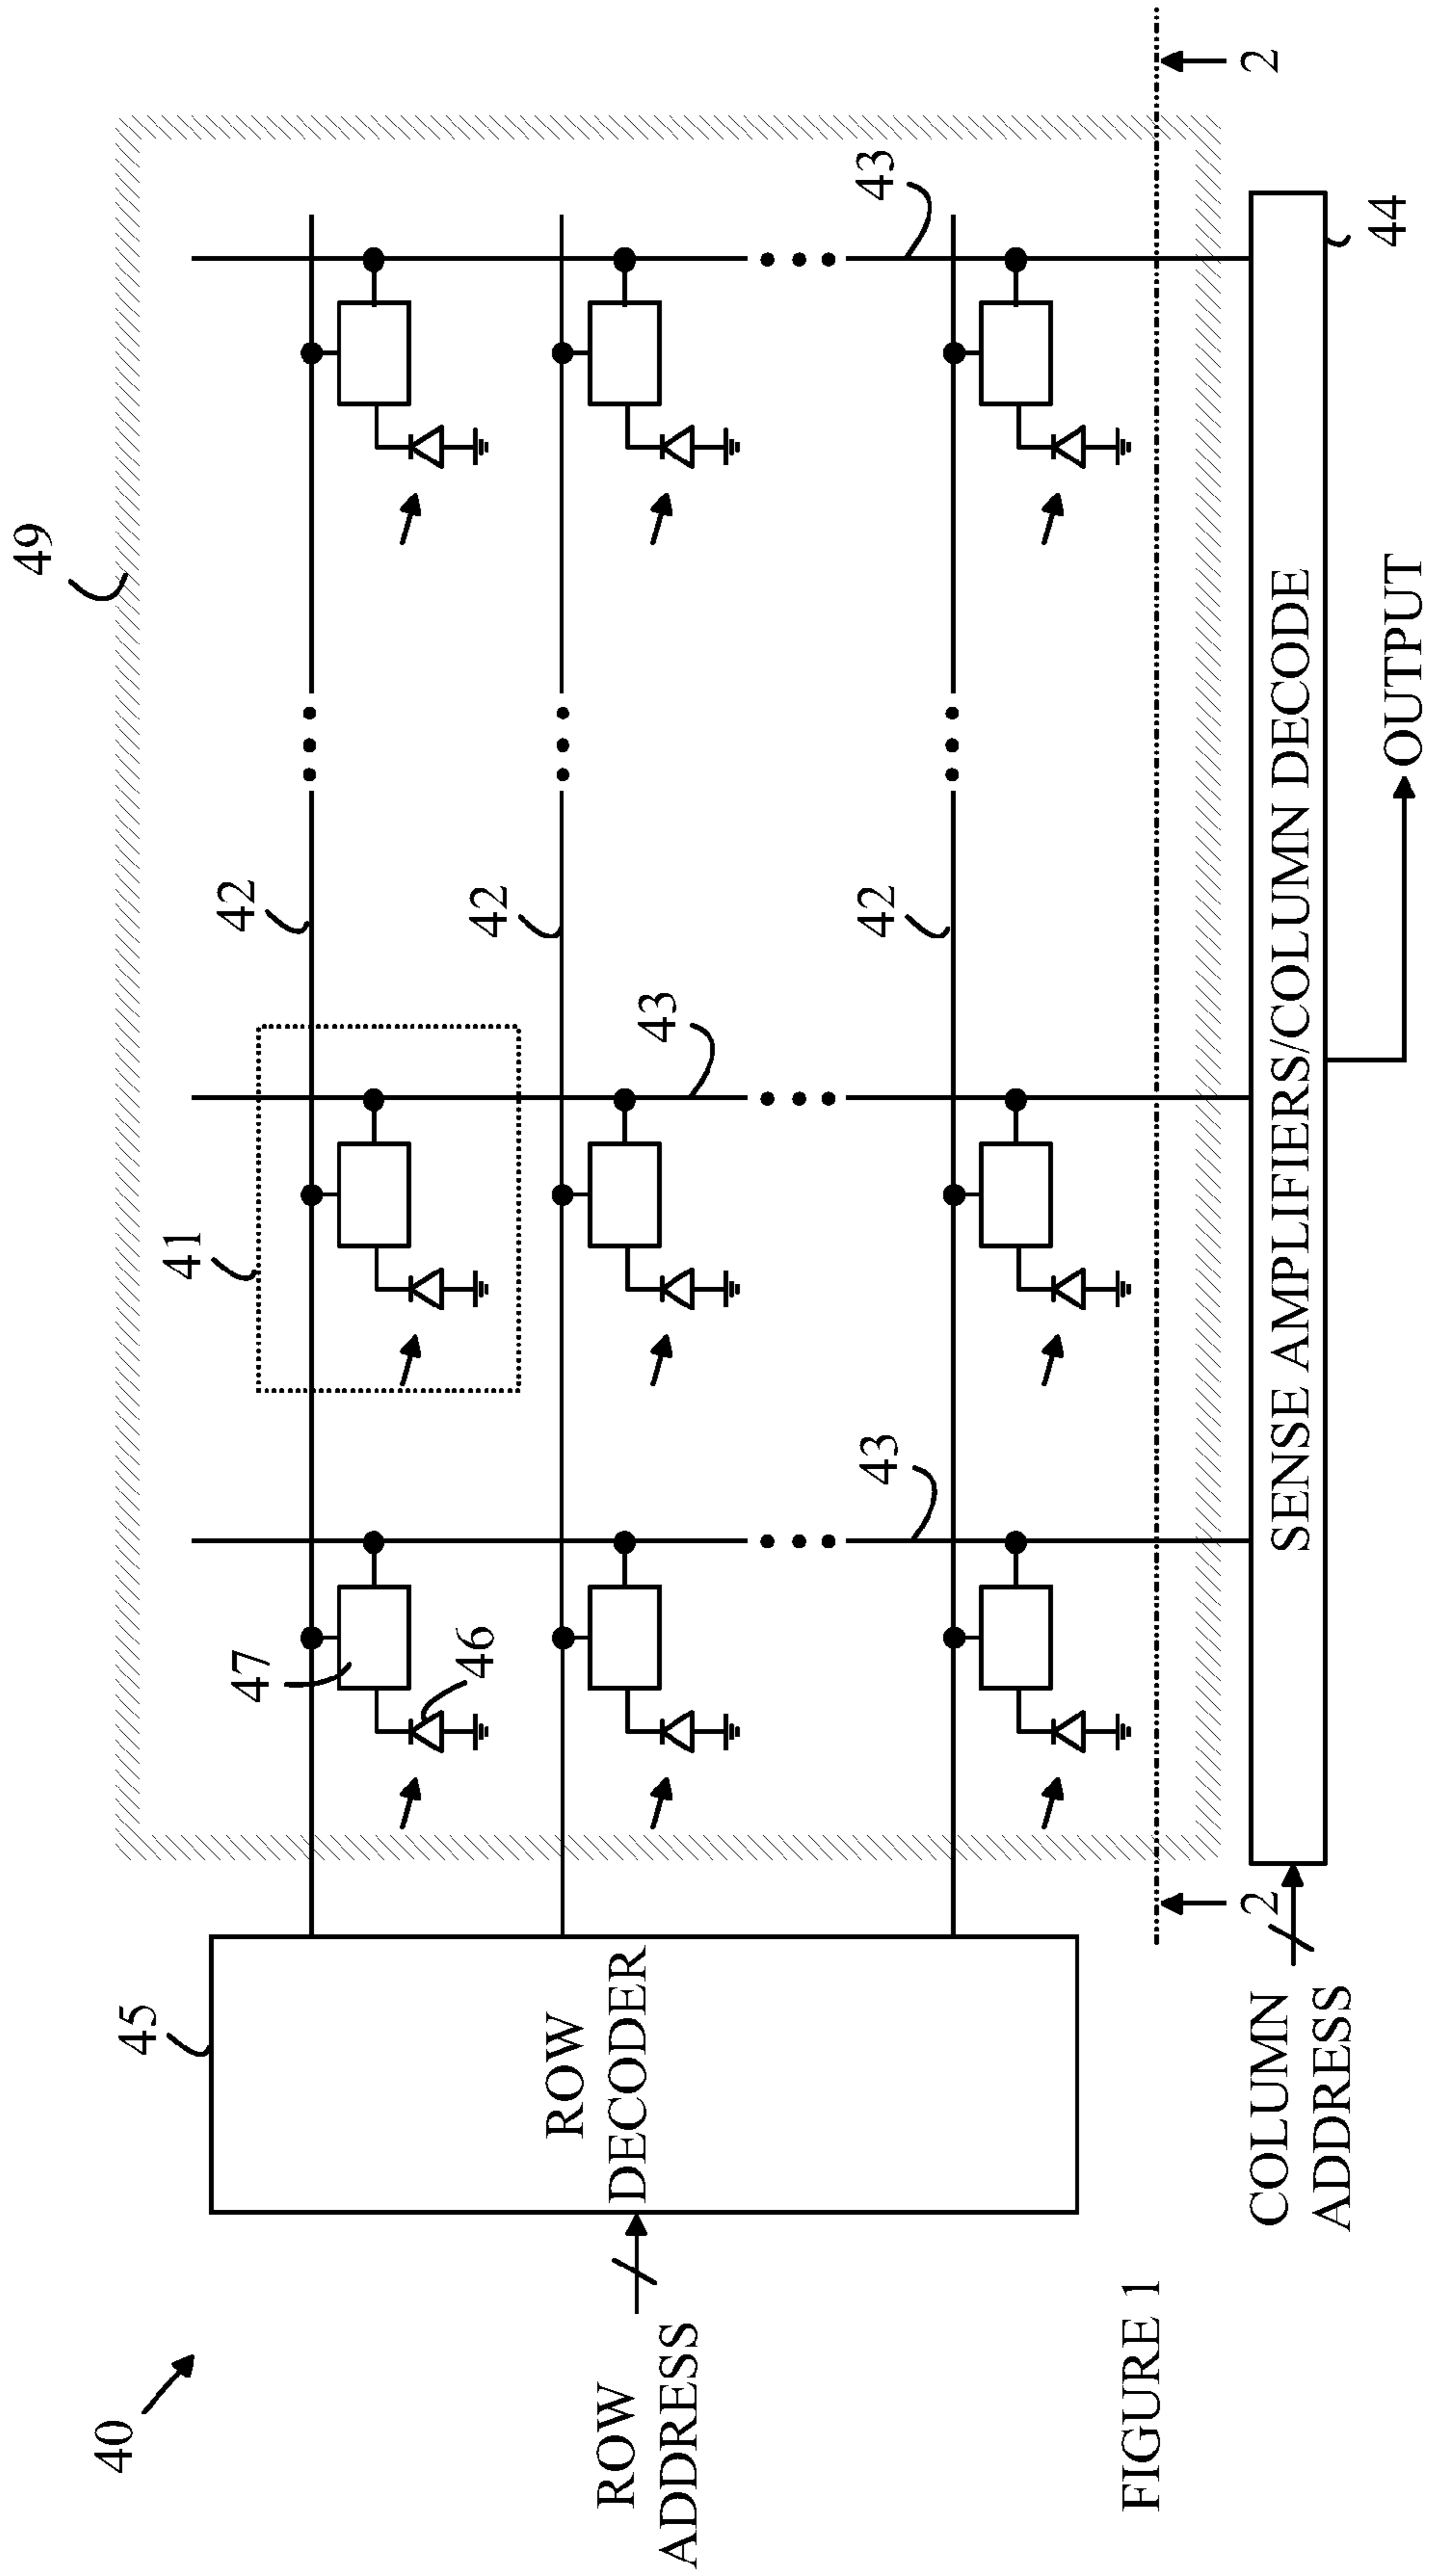 40
49
45
41
42
43
47
46
42
43
42
43
43
ROW
DECODER
ROW
ADDRESS
2
2
44
SENSE AMPLIFIERS/COLUMN DECODE
COLUMN
ADDRESS
OUTPUT
FIGURE 1